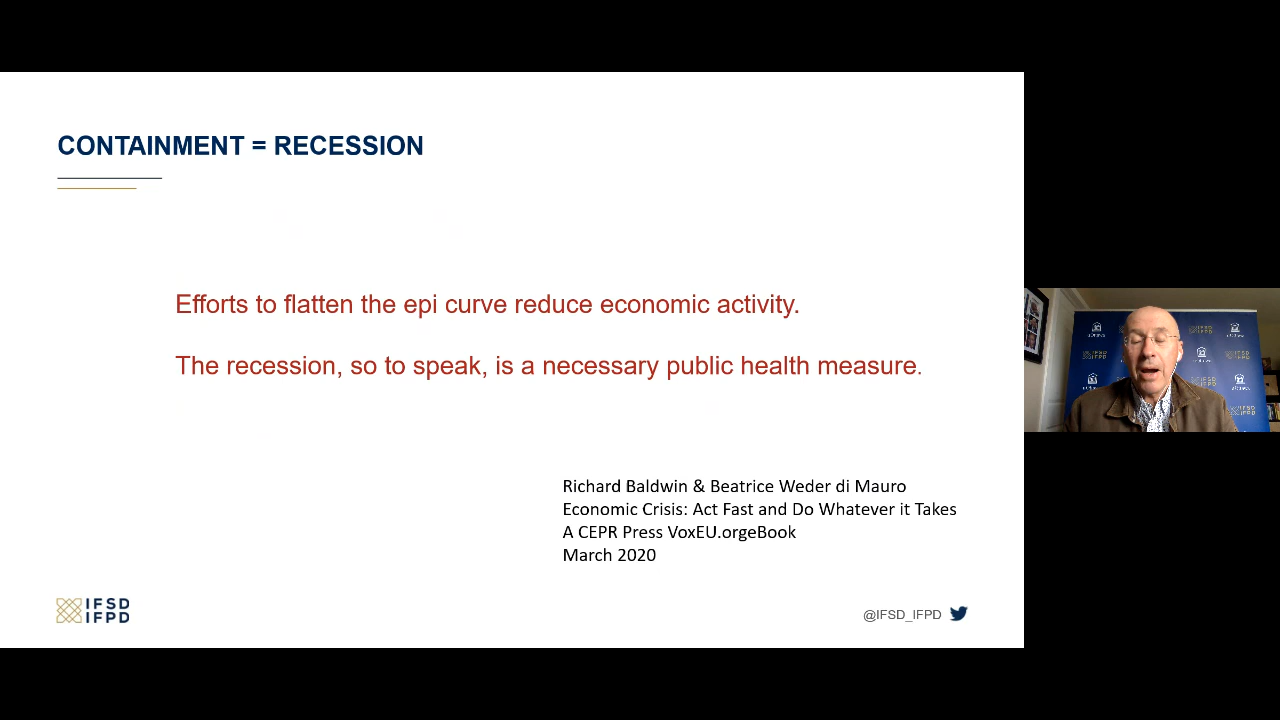 CONTAINMENT = RECESSION
Efforts to flatten the epi curve reduce economic activity.
The recession, so to speak, is a necessary public health measure.
Richard Baldwin & Beatrice Weder di Mauro
Economic Crisis: Act Fast and Do Whatever it Takes
A CEPR Press VoxEU.orgeBook
March 2020
IFSD
IFPD
@IFSD_IFPD
IFSD
IFPD